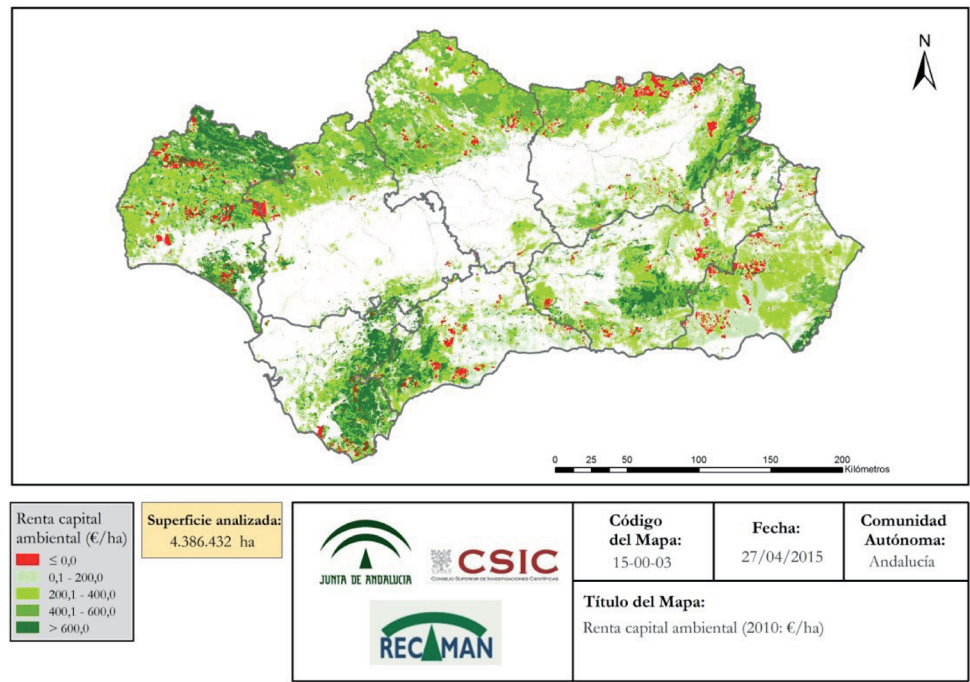 N
0 25 50 100 150 200
Kilómetros
Renta capital
ambiental (€/ha)
≤ 0,0
0,1 - 200,0
200,1 - 400,0
400,1 - 600,0
> 600,0
Superficie analizada:
4.386.432 ha
JUNTA DE ANDALUCIA
CSIC
CONSEJO SUPERIOR DE INVESTIGACIONES CIENTÍFICAS
RECAMAN
Código
del Mapa:
15-00-03
Fecha:
27/04/2015
Comunidad
Autónoma:
Andalucía
Título del Mapa:
Renta capital ambiental (2010: €/ha)